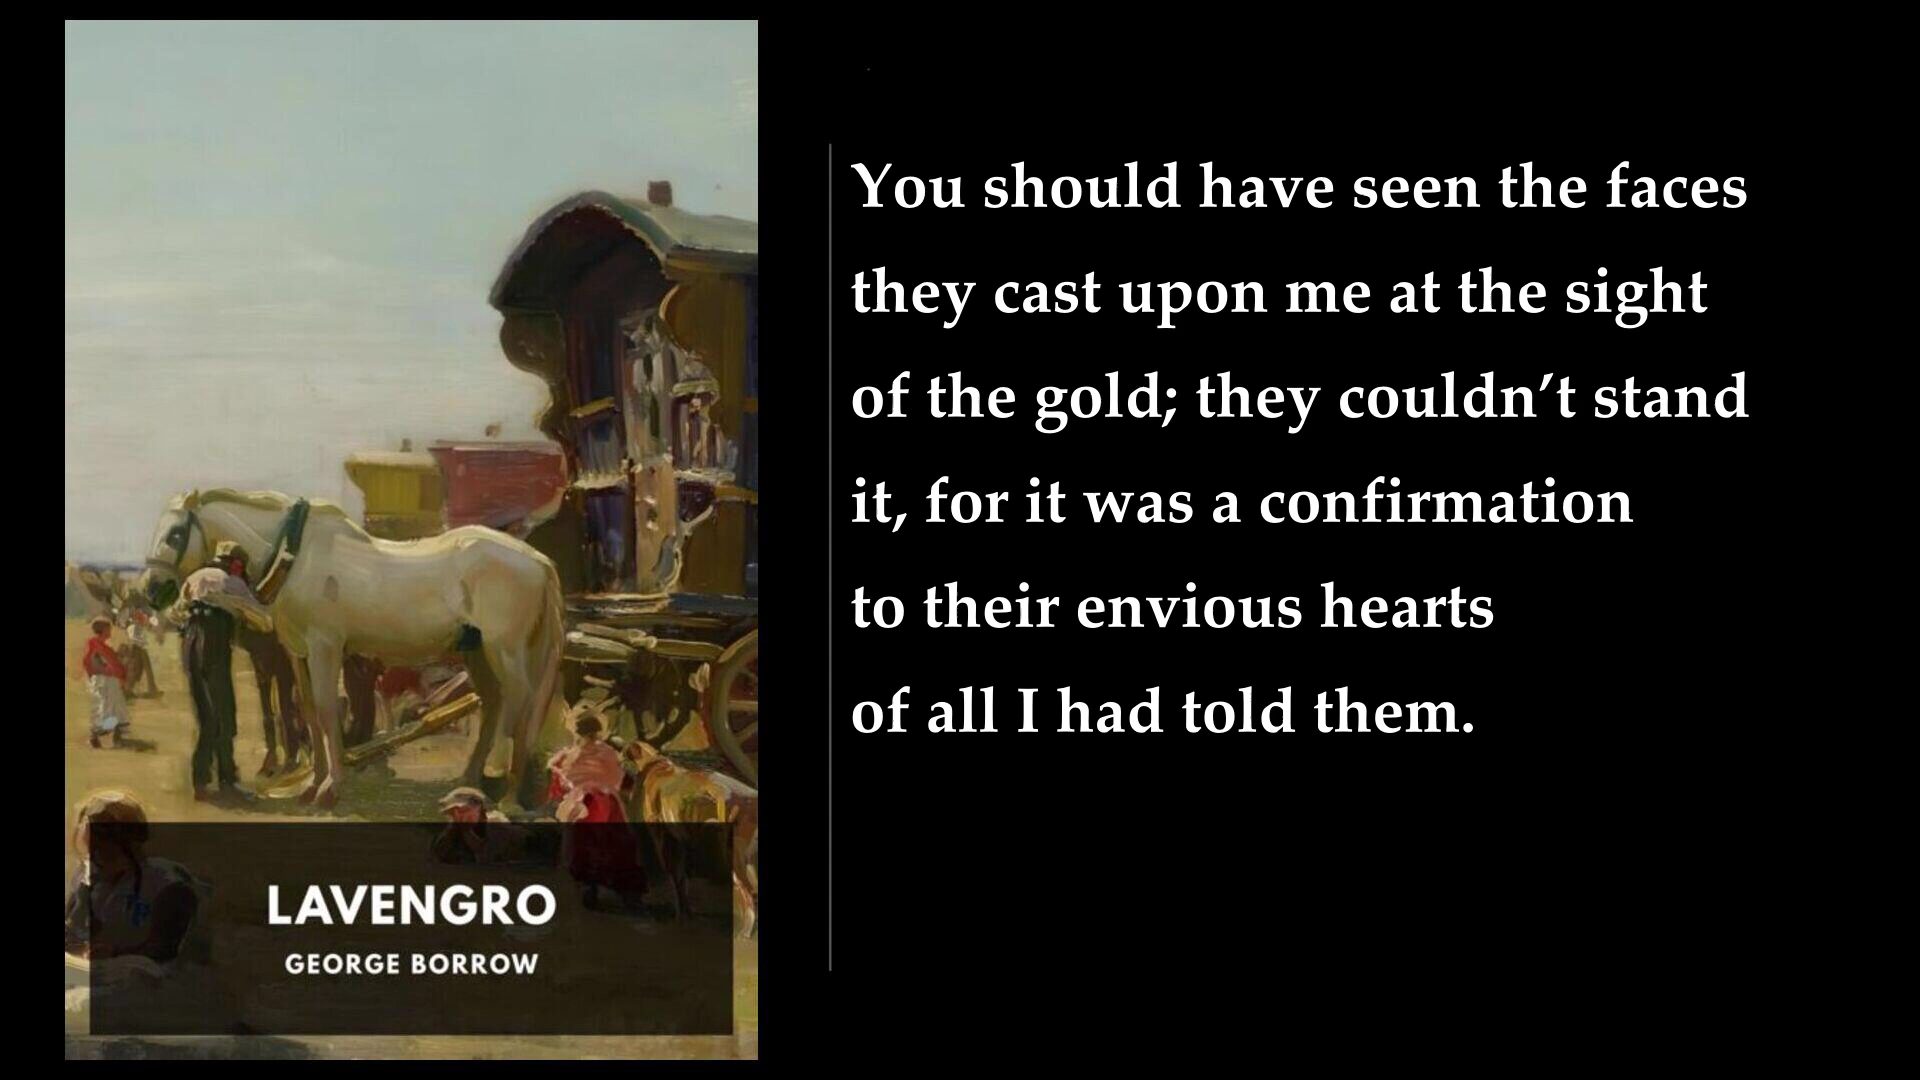 LAVENGRO
GEORGE BORROW
You should have seen the faces
they cast upon me at the sight
of the gold; they couldn’t stand
it, for it was a confirmation
to their envious hearts
of all I had told them.